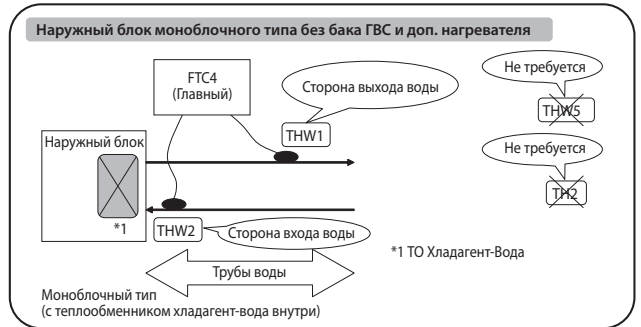 Наружный блок моноблочного типа без бака ГВС и доп. нагревателя
FTC4
(Главный)
Сторона выхода воды
Не требуется
THW5
THW1
Наружный блок
Не требуется
TH2
*1
THW2
Сторона входа воды
*1 ТО Хладагент-Вода
Трубы воды
Моноблочный тип
(с теплообменником хладагент-вода внутри)